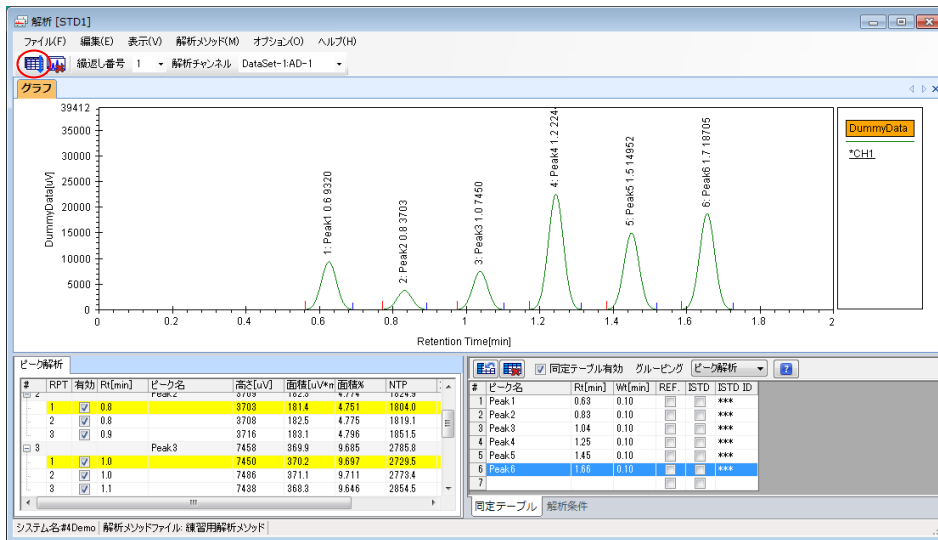 解析 [STD1]
ファイル(F) 編集(E) 表示(V) 解析メソッド(M) オプション(O) ヘルプ(H)
繰返し番号 1 解析チャンネル DataSet-1:AD-1
グラフ
39412
35000
30000
25000
20000
15000
10000
5000
0
DummyData[uV]
1: Peak1 0.6 9320
2: Peak2 0.8 3703
3: Peak3 1.0 7450
4: Peak4 1.2 224
5: Peak5 1.5 14952
6: Peak6 1.7 18705
0 0.2 0.4 0.6 0.8 1 1.2 1.4 1.6 1.8 2
Retention Time[min]
DummyData
*CH1
ピーク解析
# RPT 有効 Rt[min] ピーク名 高さ[uV] 面積[uV*m 面積% NTP
2 Peak2 3709 182.3 4.774 1824.9
1 0.8 3703 181.4 4.751 1804.0
2 0.8 3708 182.5 4.775 1819.1
3 0.9 3716 183.1 4.796 1851.5
3 Peak3 7458 369.9 9.685 2785.8
1 1.0 7450 370.2 9.697 2729.5
2 1.0 7486 371.1 9.711 2773.4
3 1.1 7438 368.3 9.646 2854.5
同定テーブル有効 グルーピング ピーク解析 ?
# ピーク名 Rt[min] Wt[min] REF. ISTD ISTD ID
1 Peak1 0.63 0.10 ***
2 Peak2 0.83 0.10 ***
3 Peak3 1.04 0.10 ***
4 Peak4 1.25 0.10 ***
5 Peak5 1.45 0.10 ***
6 Peak6 1.66 0.10 ***
7
同定テーブル 解析条件
システム名:#4Demo 解析メソッドファイル: 練習用解析メソッド